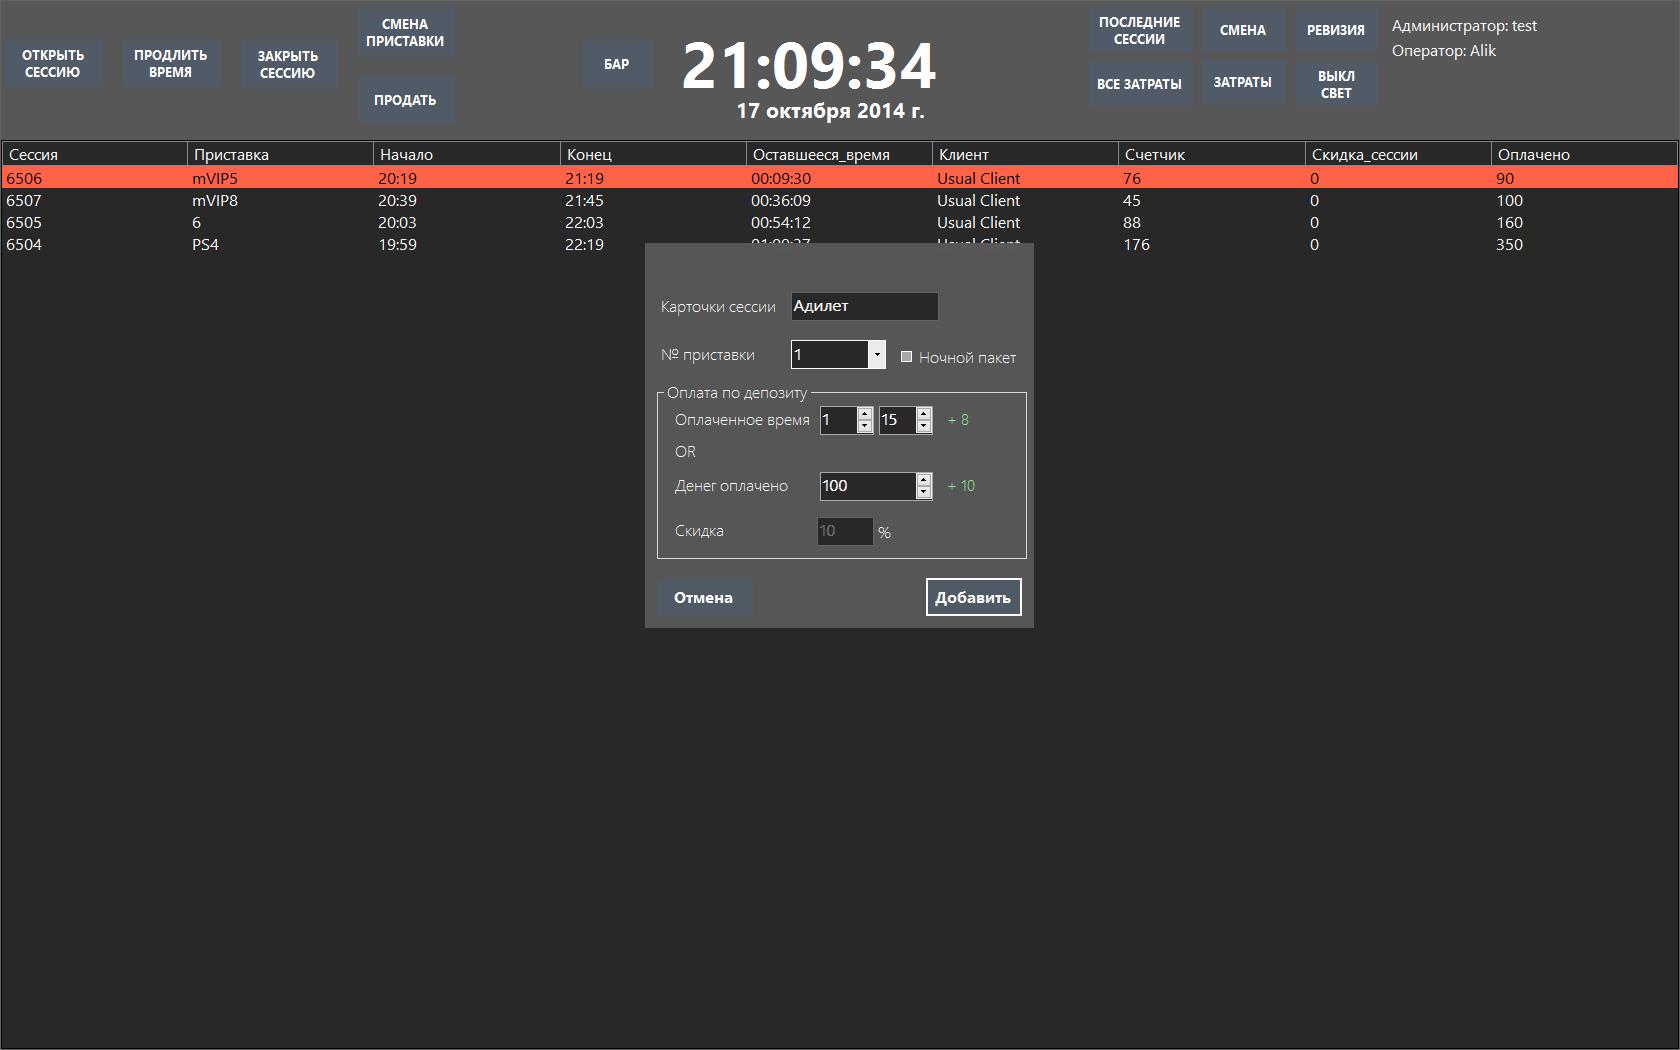 ОТКРЫТЬ
СЕССИЮ
ПРОДЛИТЬ
ВРЕМЯ
ЗАКРЫТЬ
СЕССИЮ
СМЕНА
ПРИСТАВКИ
ПРОДАТЬ
БАР
21:09:34
17 октября 2014 г.
ПОСЛЕДНИЕ
СЕССИИ
СМЕНА
РЕВИЗИЯ
ВСЕ ЗАТРАТЫ
ЗАТРАТЫ
ВЫКЛ
СВЕТ
Администратор: test
Оператор: Alik
Сессия Приставка Начало Конец Оставшееся_время Клиент Счетчик Скидка_сессии Оплачено
6506 mVIP5 20:19 21:19 00:09:30 Usual Client 76 0 90
6507 mVIP8 20:39 21:45 00:36:09 Usual Client 45 0 100
6505 6 20:03 22:03 00:54:12 Usual Client 88 0 160
6504 PS4 19:59 22:19 Usual Client 176 0 350
Карточки сессии Адилет
№ приставки 1 Ночной пакет
Оплата по депозиту
Оплаченное время 1 15 + 8
OR
Денег оплачено 100 + 10
Скидка 10 %
Отмена Добавить